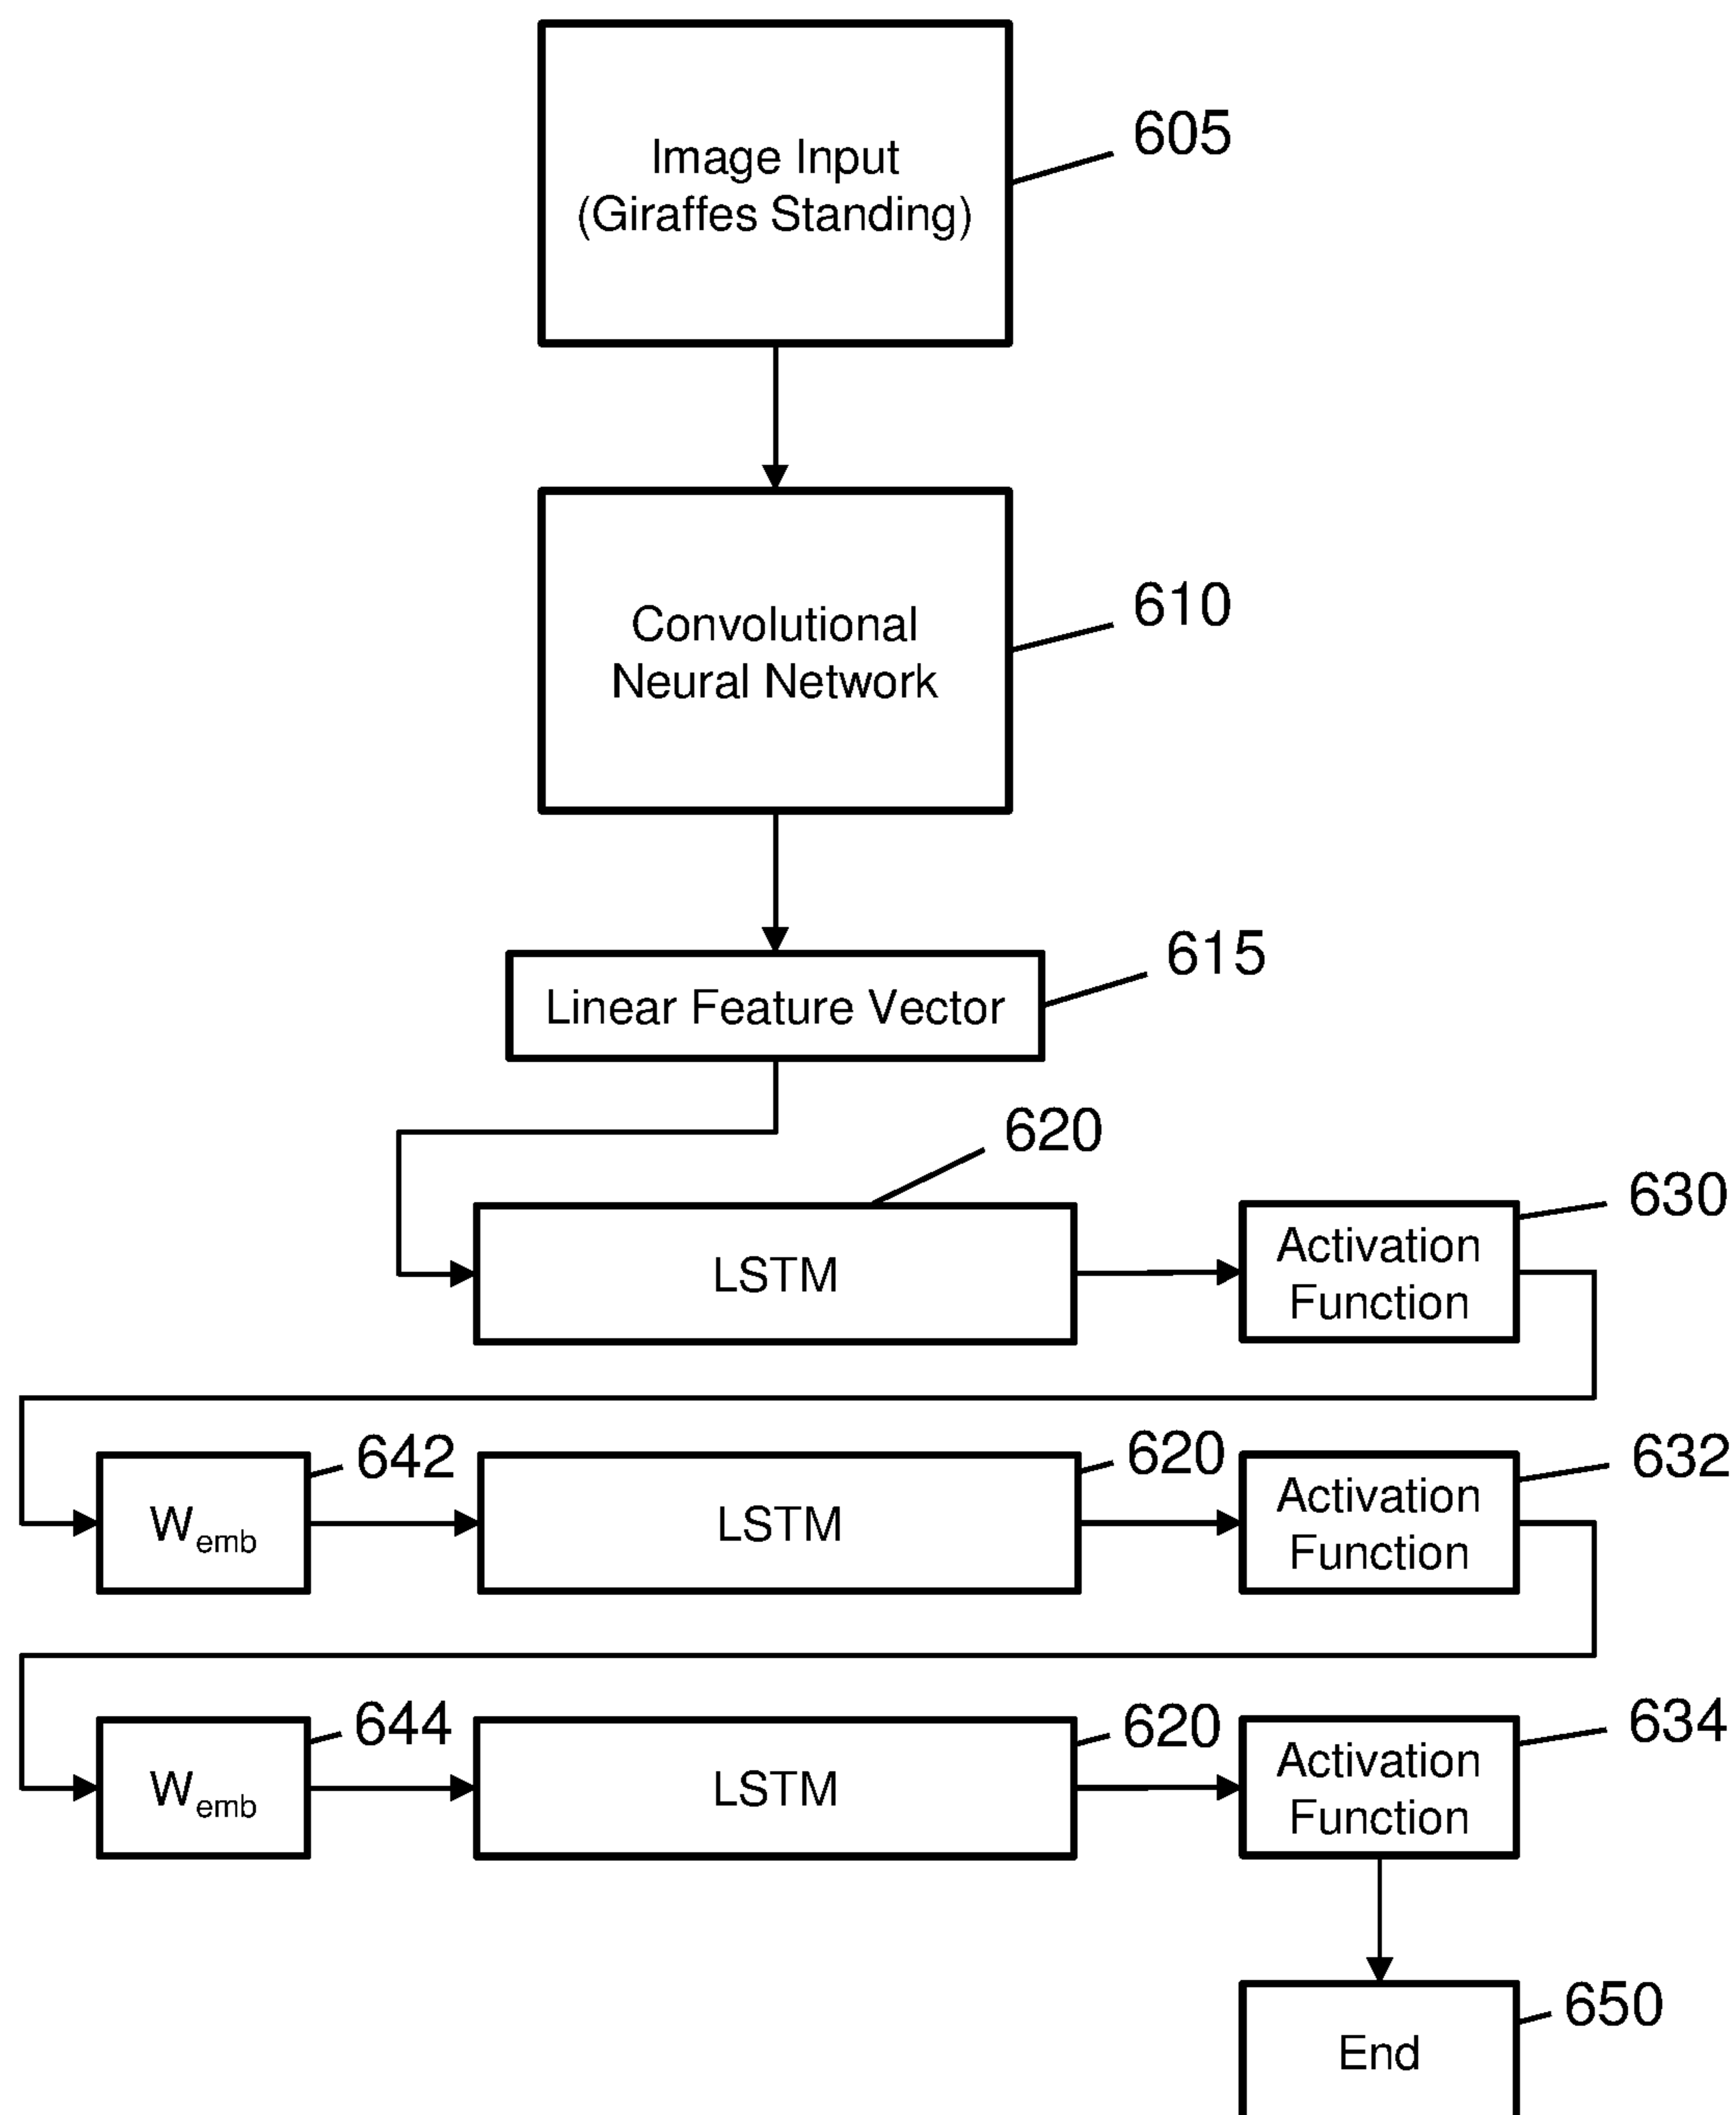 Image Input
(Giraffes Standing)
605
Convolutional
Neural Network
610
Linear Feature Vector
615
620
LSTM
Activation
Function
630
Wemb
642
LSTM
620
Activation
Function
632
Wemb
644
LSTM
620
Activation
Function
634
End
650